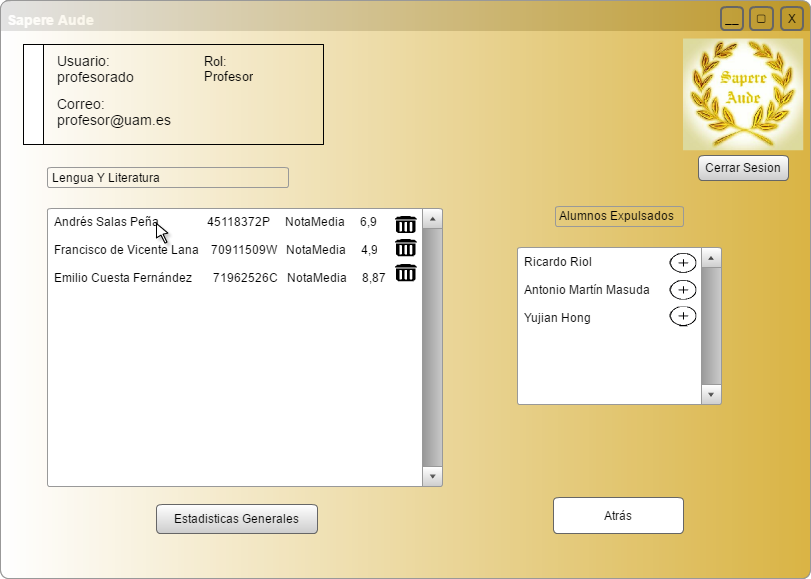 Sapere Aude
__ □ X
Usuario:
profesorado
Rol:
Profesor
Correo:
profesor@uam.es
Sapere
Aude
Cerrar Sesion
Lengua Y Literatura
Andrés Salas Peña 45118372P NotaMedia 6,9
Francisco de Vicente Lana 70911509W NotaMedia 4,9
Emilio Cuesta Fernández 71962526C NotaMedia 8,87
Alumnos Expulsados
Ricardo Riol
Antonio Martín Masuda
Yujian Hong
Estadisticas Generales
Atrás